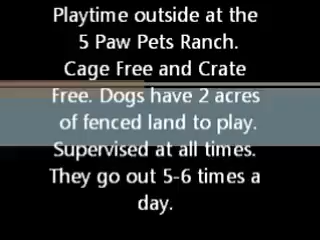 Playtime outside at the
5 Paw Pets Ranch.
Cage Free and Crate
Free. Dogs have 2 acres
of fenced land to play.
Supervised at all times.
They go out 5-6 times a
day.